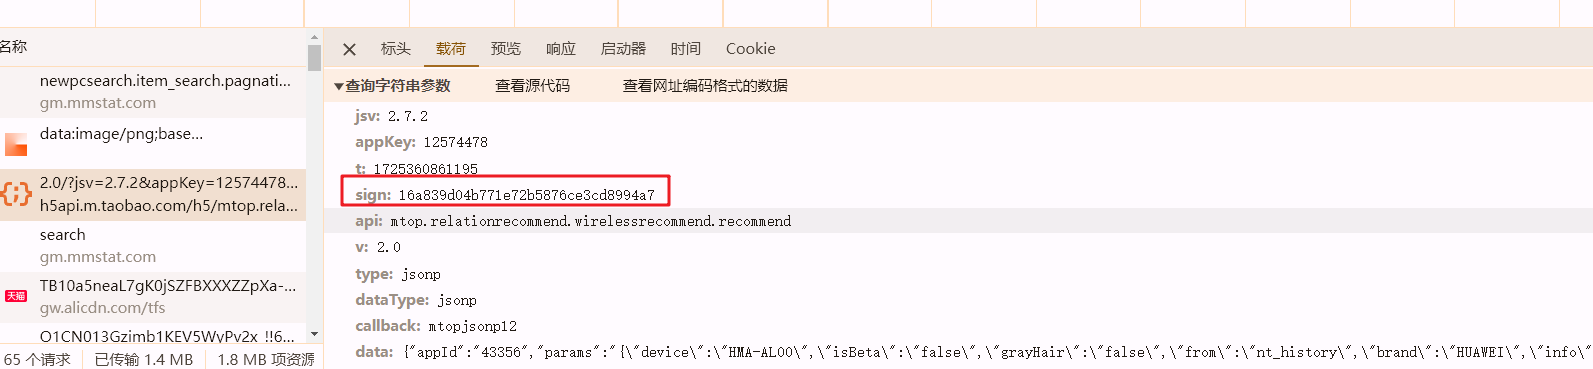 名称
newpcsearch.item_search.pagnati...
gm.mmstat.com
data:image/png;base...
2.0/?jsv=2.7.2&appKey=12574478...
h5api.m.taobao.com/h5/mtop.rela...
search
gm.mmstat.com
天猫
TB10a5neaL7gK0jSZFBXXXZZpXa-...
gw.alicdn.com/tfs
O1CN013Gzimb1KEV5WyPv2x_!!6...
65 个请求 已传输 1.4 MB 1.8 MB 项资源
标头 载荷 预览 响应 启动器 时间 Cookie
▼查询字符串参数 查看源代码 查看网址编码格式的数据
jsv: 2.7.2
appKey: 12574478
t: 1725360861195
sign: 16a839d04b771e72b5876ce3cd8994a7
api: mtop.relationrecommend.wirelessrecommend.recommend
v: 2.0
type: jsonp
dataType: jsonp
callback: mtopjsonp12
data: {"appId":"43356","params":"{\"device\":\"HMA-AL00\",\"isBeta\":\"false\",\"grayHair\":\"false\",\"from\":\"nt_history\",\"brand\":\"HUAWEI\",\"info\"